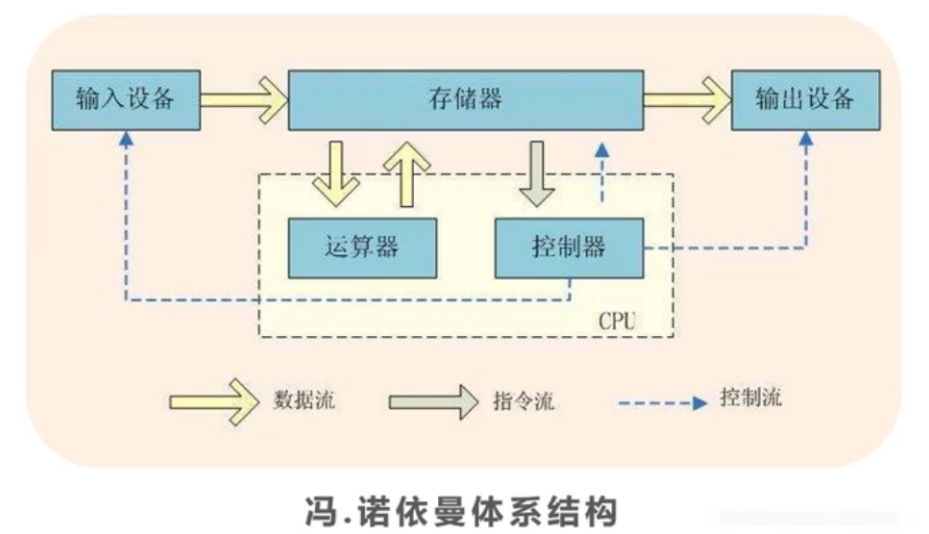 输入设备
存储器
输出设备
运算器
控制器
CPU
数据流
指令流
控制流
冯.诺依曼体系结构